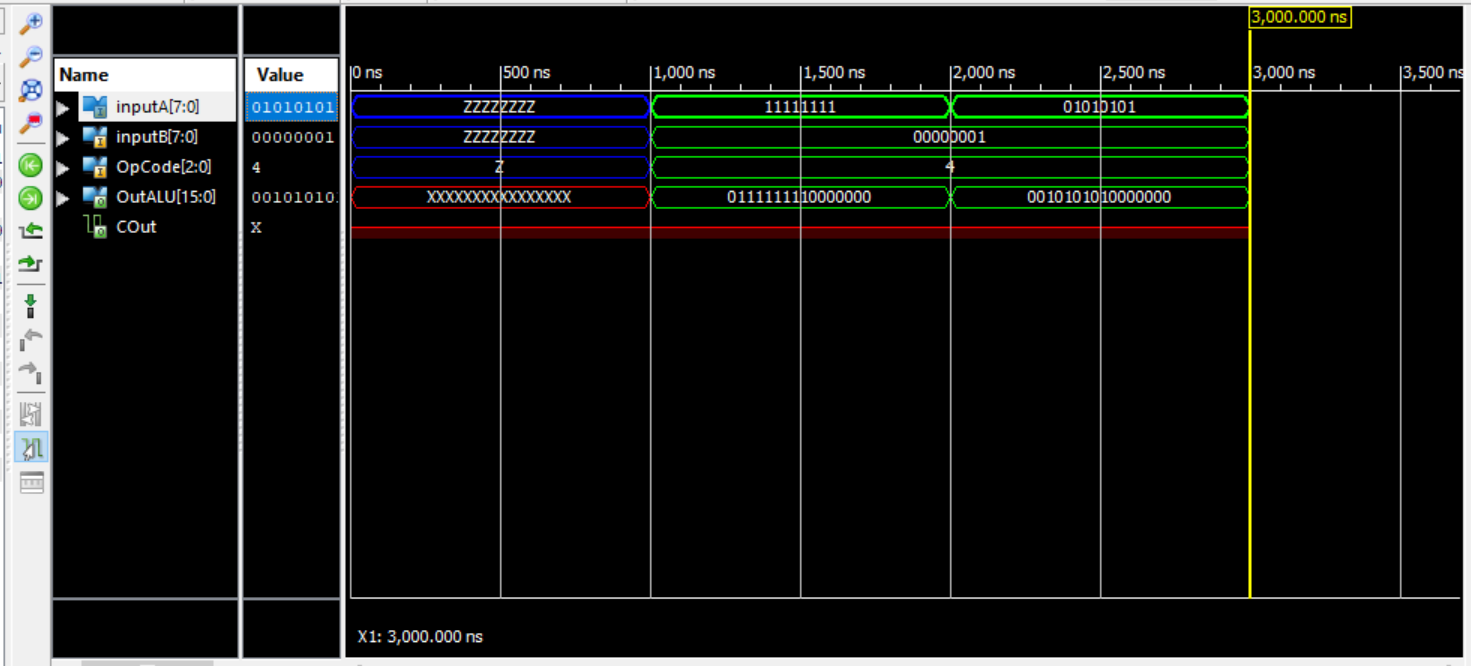 3,000.000 ns
Name
Value
0 ns
500 ns
1,000 ns
1,500 ns
2,000 ns
2,500 ns
3,000 ns
3,500 ns
inputA[7:0]
01010101
ZZZZZZZZ
11111111
01010101
inputB[7:0]
00000001
ZZZZZZZZ
00000001
OpCode[2:0]
4
Z
4
OutALU[15:0]
00101010
XXXXXXXXXXXXXXXX
0111111110000000
0010101010000000
COut
X
X1: 3,000.000 ns